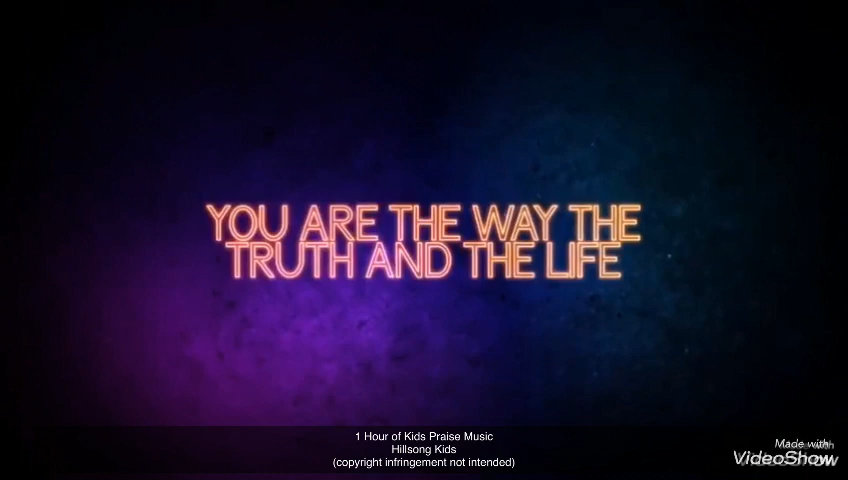 YOU ARE THE WAY THE
TRUTH AND THE LIFE
1 Hour of Kids Praise Music
Hillsong Kids
(copyright infringement not intended)
Made with
VideoShow